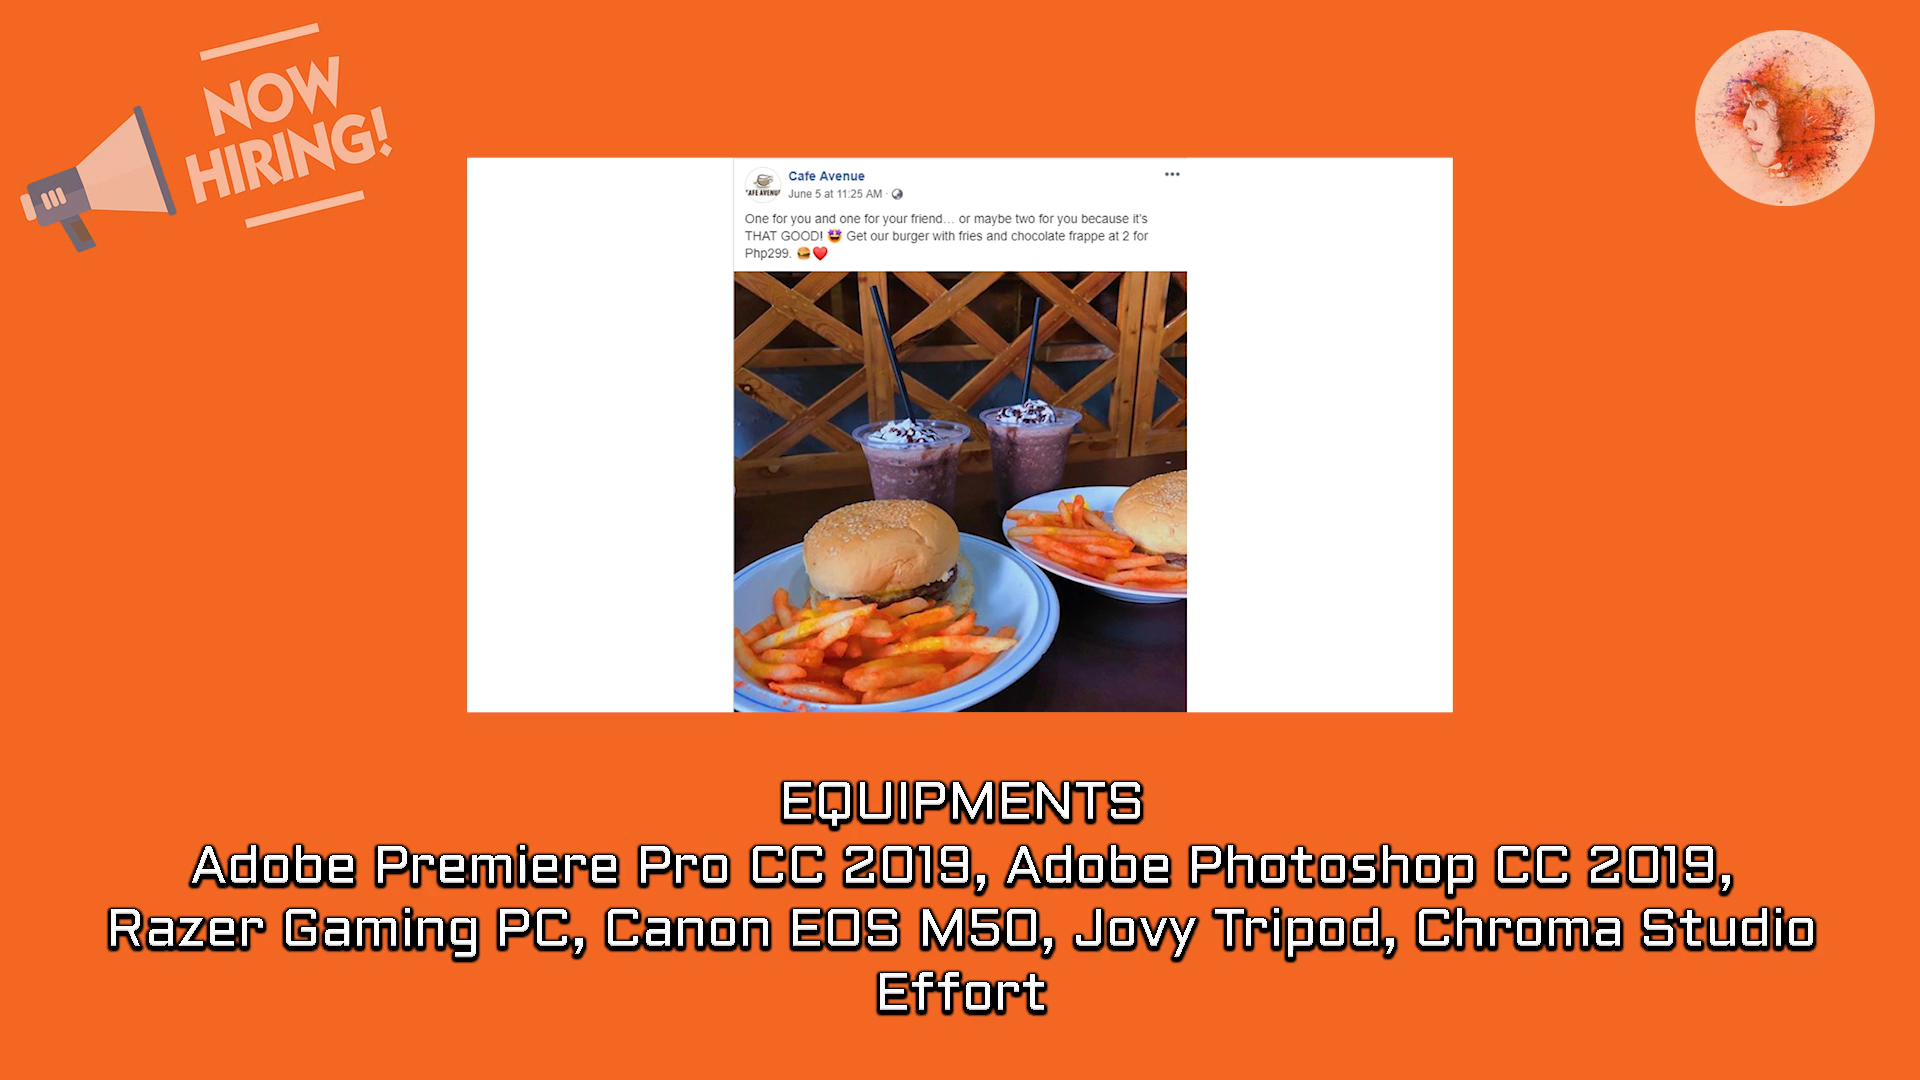 NOW
HIRING!
CAFE AVENUE
Cafe Avenue
June 5 at 11:25 AM ·
One for you and one for your friend... or maybe two for you because it's
THAT GOOD! 🤩 Get our burger with fries and chocolate frappe at 2 for
Php299. 🍔❤️
EQUIPMENTS
Adobe Premiere Pro CC 2019, Adobe Photoshop CC 2019,
Razer Gaming PC, Canon EOS M50, Jovy Tripod, Chroma Studio
Effort